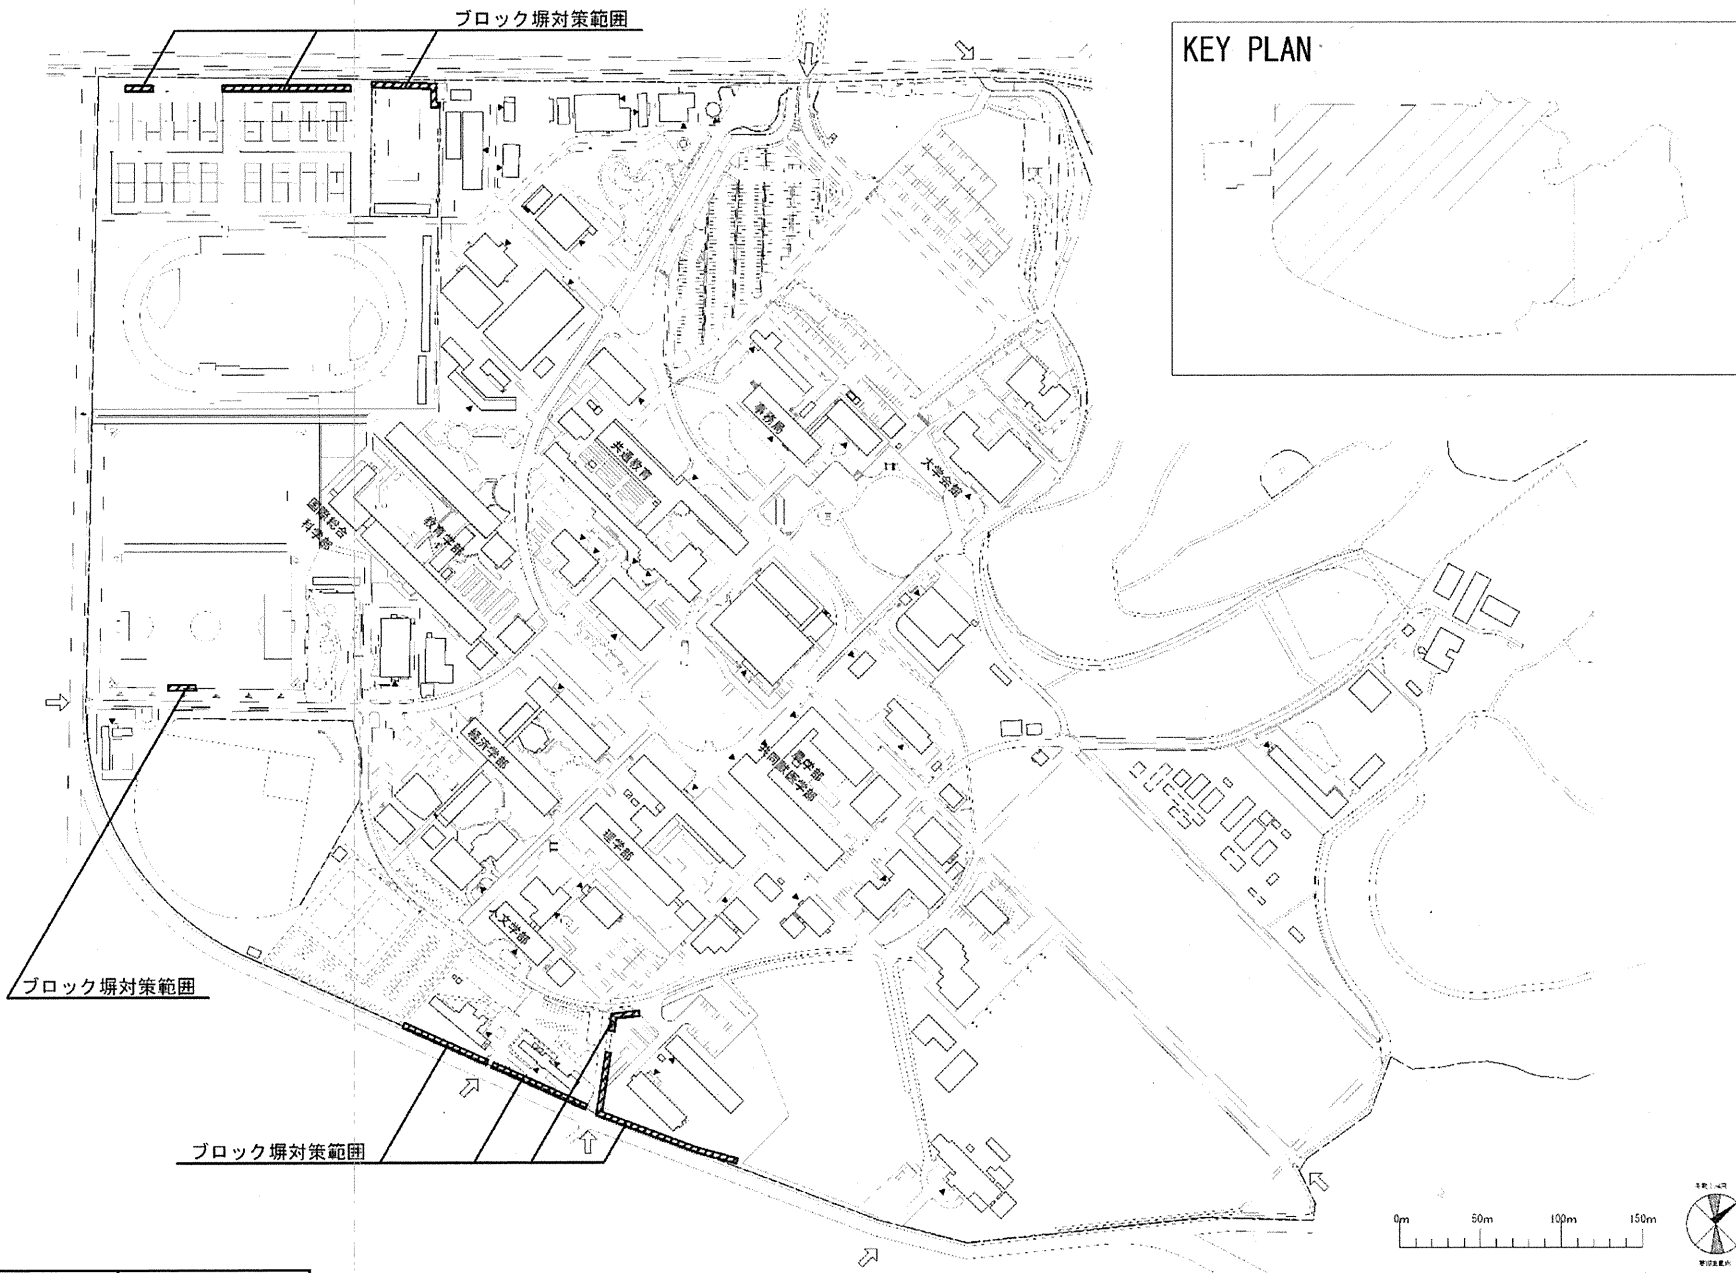 ブロック塀対策範囲
KEY PLAN
事務局
共通教育
大学会館
国際総合
科学部
教育学部
経済学部
農学部
共同獣医学部
理学部
人文学部
ブロック塀対策範囲
ブロック塀対策範囲
0m 50m 100m 150m